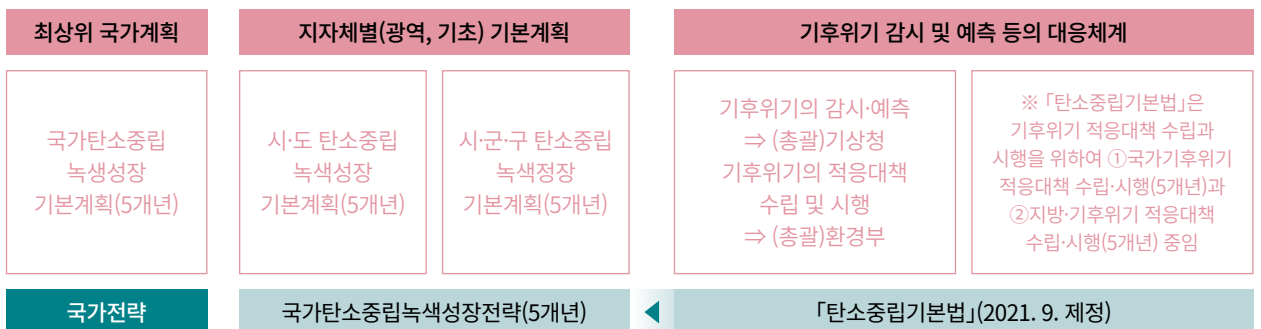 최상위 국가계획
지자체별(광역, 기초) 기본계획
기후위기 감시 및 예측 등의 대응체계
국가탄소중립
녹생성장
기본계획(5개년)
시·도 탄소중립
녹색성장
기본계획(5개년)
시·군·구 탄소중립
녹색정장
기본계획(5개년)
기후위기의 감시·예측
⇒ (총괄)기상청
기후위기의 적응대책
수립 및 시행
⇒ (총괄)환경부
※ 「탄소중립기본법」은
기후위기 적응대책 수립과
시행을 위하여 ①국가기후위기
적응대책 수립·시행(5개년)과
②지방·기후위기 적응대책
수립·시행(5개년) 중임
국가전략
국가탄소중립녹색성장전략(5개년)
「탄소중립기본법」(2021. 9. 제정)